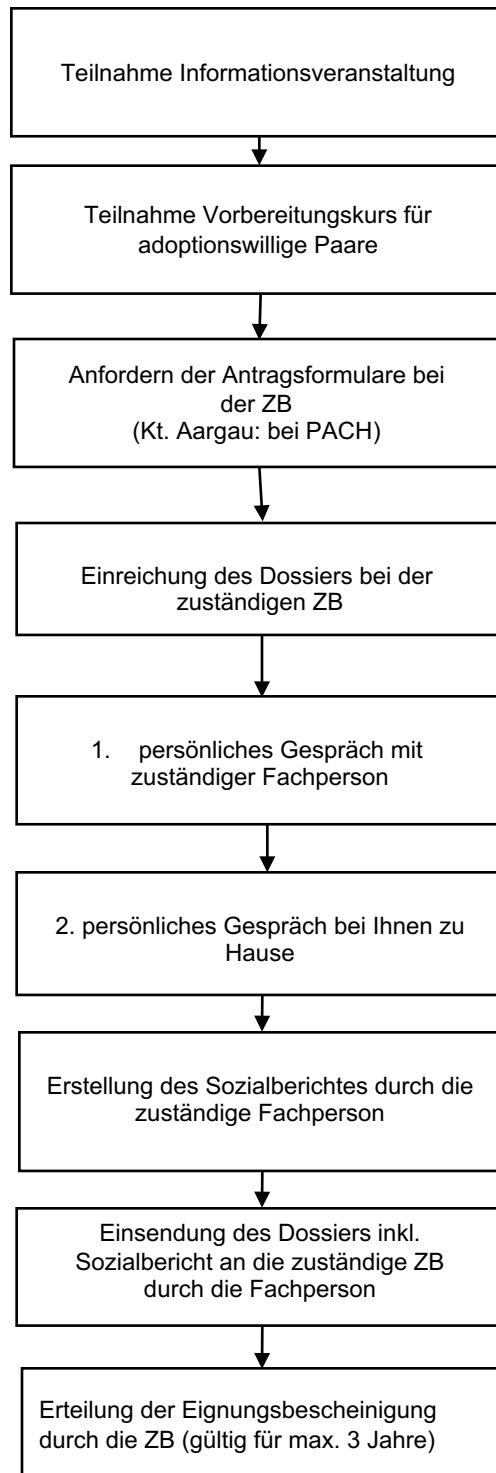 Teilnahme Informationsveranstaltung
Teilnahme Vorbereitungskurs für
adoptionswillige Paare
Anfordern der Antragsformulare bei
der ZB
(Kt. Aargau: bei PACH)
Einreichung des Dossiers bei der
zuständigen ZB
1. persönliches Gespräch mit
zuständiger Fachperson
2. persönliches Gespräch bei Ihnen zu
Hause
Erstellung des Sozialberichtes durch die
zuständige Fachperson
Einsendung des Dossiers inkl.
Sozialbericht an die zuständige ZB
durch die Fachperson
Erteilung der Eignungsbescheinigung
durch die ZB (gültig für max. 3 Jahre)